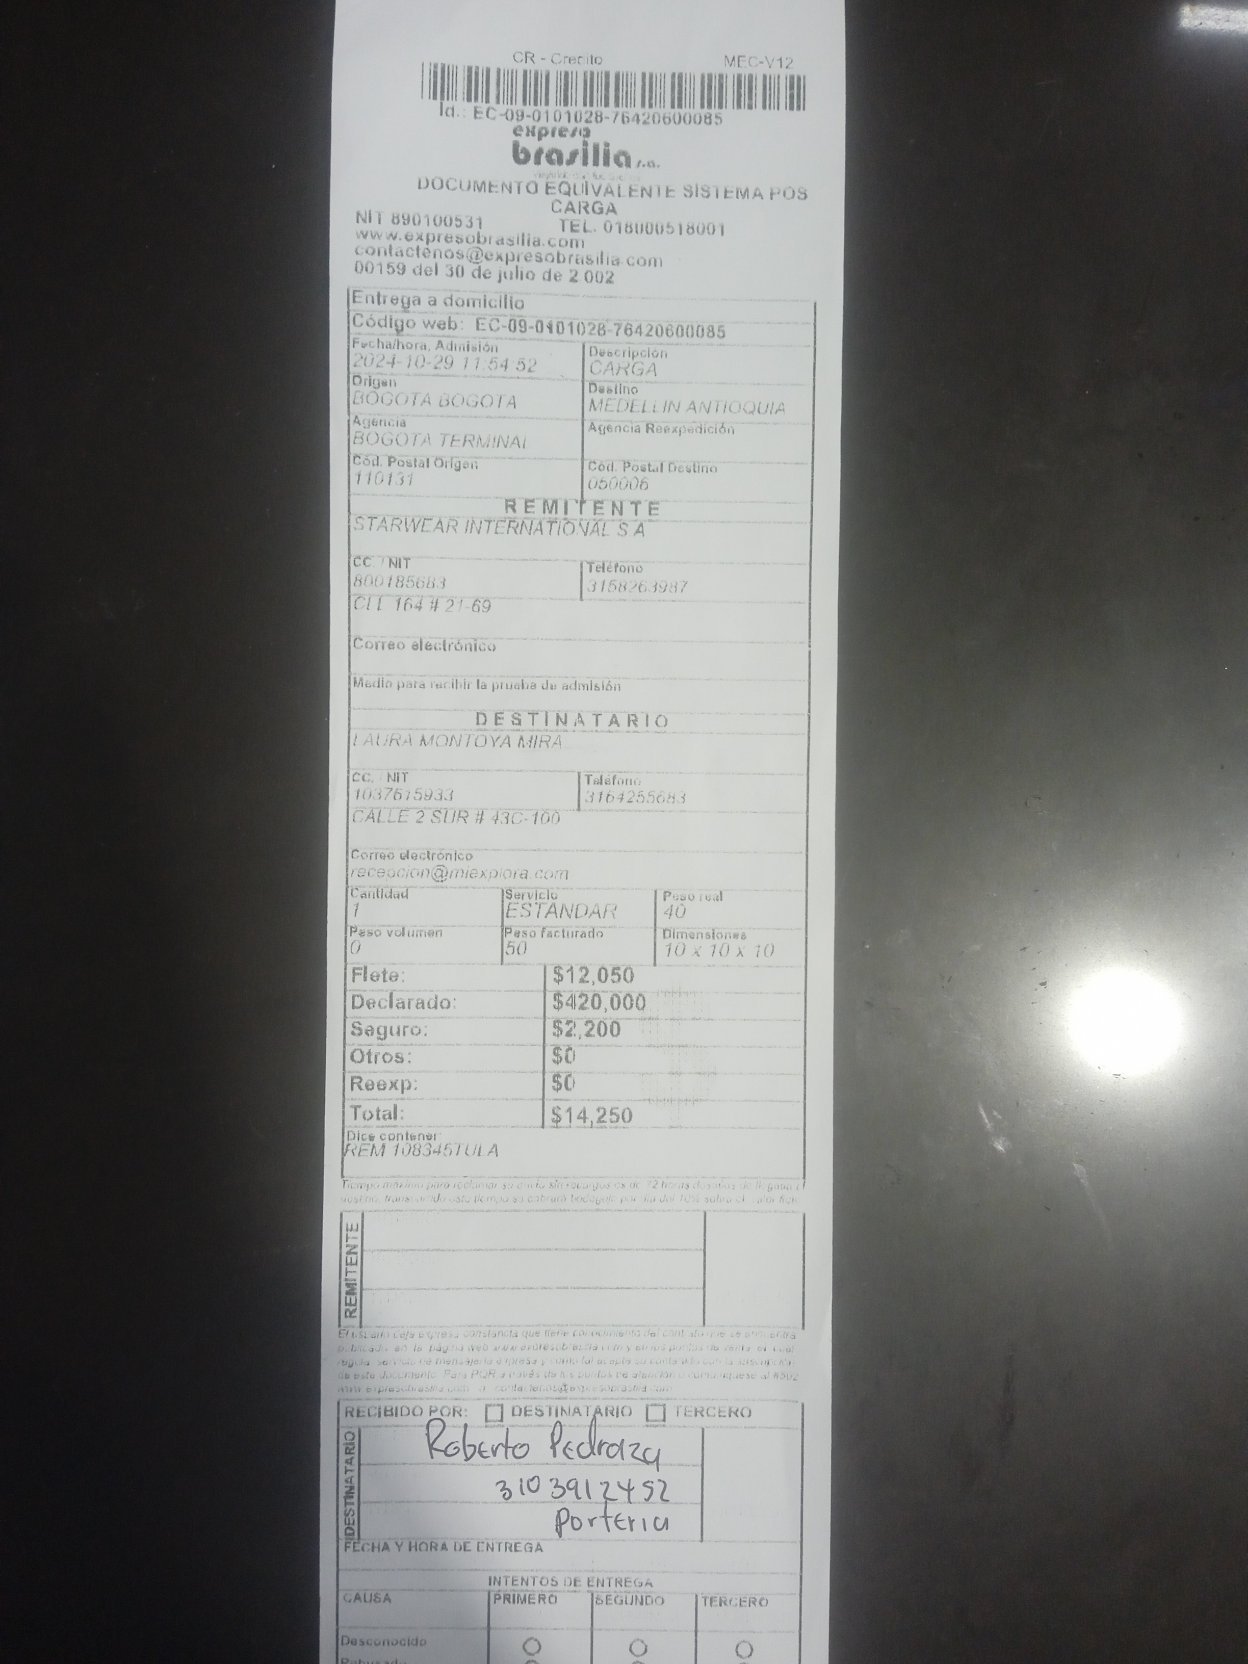 CR - Credito MEC-V12
Id.: EC-09-0101028-76420600085
expreso
brasilia s.a.
DOCUMENTO EQUIVALENTE SISTEMA POS
CARGA
NIT 890100531 TEL. 018000518001
www.expresobrasilia.com
contactenos@expresobrasilia.com
00159 del 30 de julio de 2 002
Entrega a domicilio
Código web: EC-09-0101028-76420600085
Fecha/hora, Admisión Descripción
2024-10-29 11:54:52 CARGA
Origen Destino
BOGOTA BOGOTA MEDELLIN ANTIOQUIA
Agencia Agencia Reexpedición
BOGOTA TERMINAL
Cód. Postal Origen Cód. Postal Destino
110131 050006
REMITENTE
STARWEAR INTERNATIONAL S A
CC. / NIT Teléfono
800185683 3158263987
CLL 164 # 21-69
Correo electrónico
Medio para recibir la prueba de admisión
DESTINATARIO
LAURA MONTOYA MIRA
CC. / NIT Teléfono
1037615933 3164255683
CALLE 2 SUR # 43C-100
Correo electrónico
recepcion@miexplora.com
Cantidad Servicio Peso real
1 ESTANDAR 40
Peso volumen Peso facturado Dimensiones
0 50 10 x 10 x 10
Flete: $12,050
Declarado: $420,000
Seguro: $2,200
Otros: $0
Reexp: $0
Total: $14,250
Dice contener
REM 108345TULA
REMITENTE
RECIBIDO POR: DESTINATARIO TERCERO
DESTINATARIO
Roberto Pedraza
3103912452
Porteria
FECHA Y HORA DE ENTREGA
INTENTOS DE ENTREGA
CAUSA PRIMERO SEGUNDO TERCERO
Desconocido